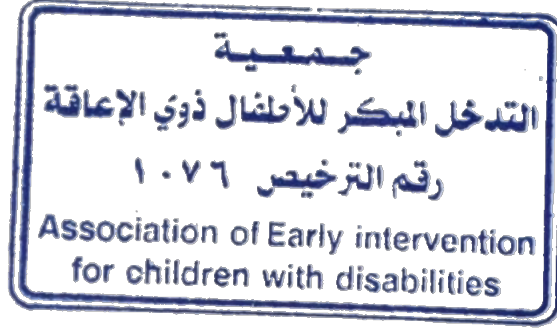 جمعية
التدخل المبكر للأطفال ذوي الإعاقة
رقم الترخيص ١٠٧٦
Association of Early intervention
for children with disabilities